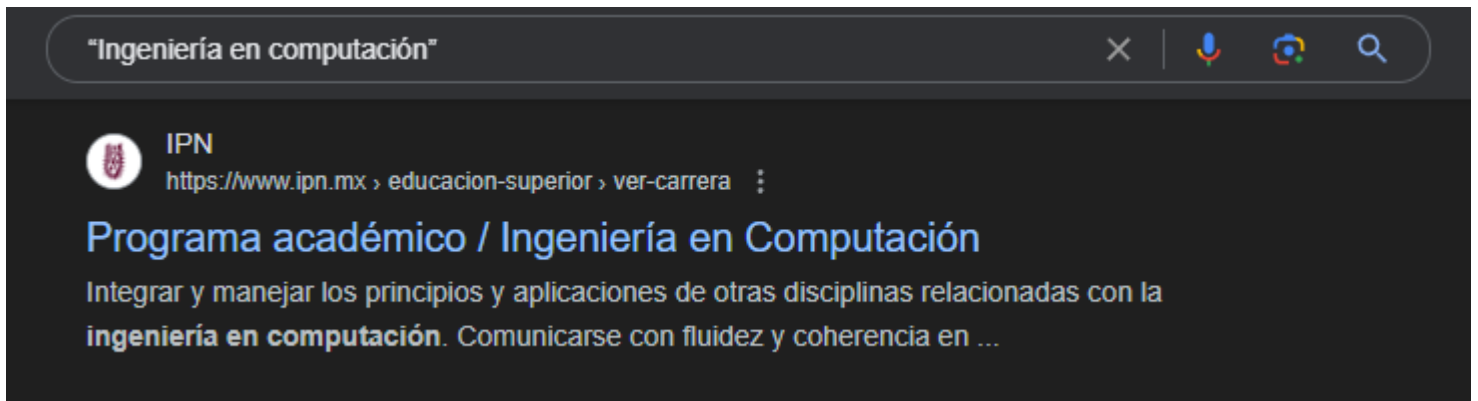 “Ingeniería en computación”
IPN
https://www.ipn.mx › educacion-superior › ver-carrera
Programa académico / Ingeniería en Computación
Integrar y manejar los principios y aplicaciones de otras disciplinas relacionadas con la
ingeniería en computación. Comunicarse con fluidez y coherencia en ...